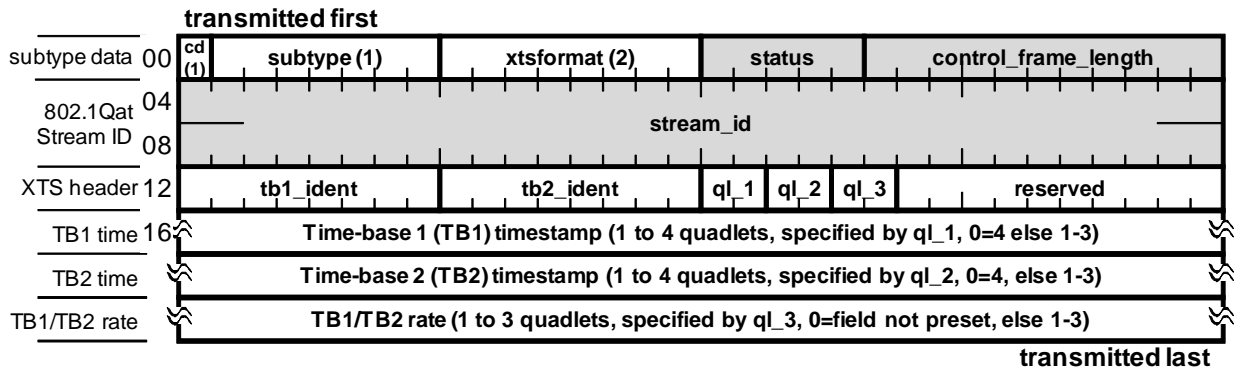 transmitted first
subtype data 00 cd (1) subtype (1) xtsformat (2) status control_frame_length
802.1Qat Stream ID 04 08 stream_id
XTS header 12 tb1_ident tb2_ident ql_1 ql_2 ql_3 reserved
TB1 time 16 Time-base 1 (TB1) timestamp (1 to 4 quadlets, specified by ql_1, 0=4 else 1-3)
TB2 time Time-base 2 (TB2) timestamp (1 to 4 quadlets, specified by ql_2, 0=4, else 1-3)
TB1/TB2 rate TB1/TB2 rate (1 to 3 quadlets, specified by ql_3, 0=field not preset, else 1-3)
transmitted last